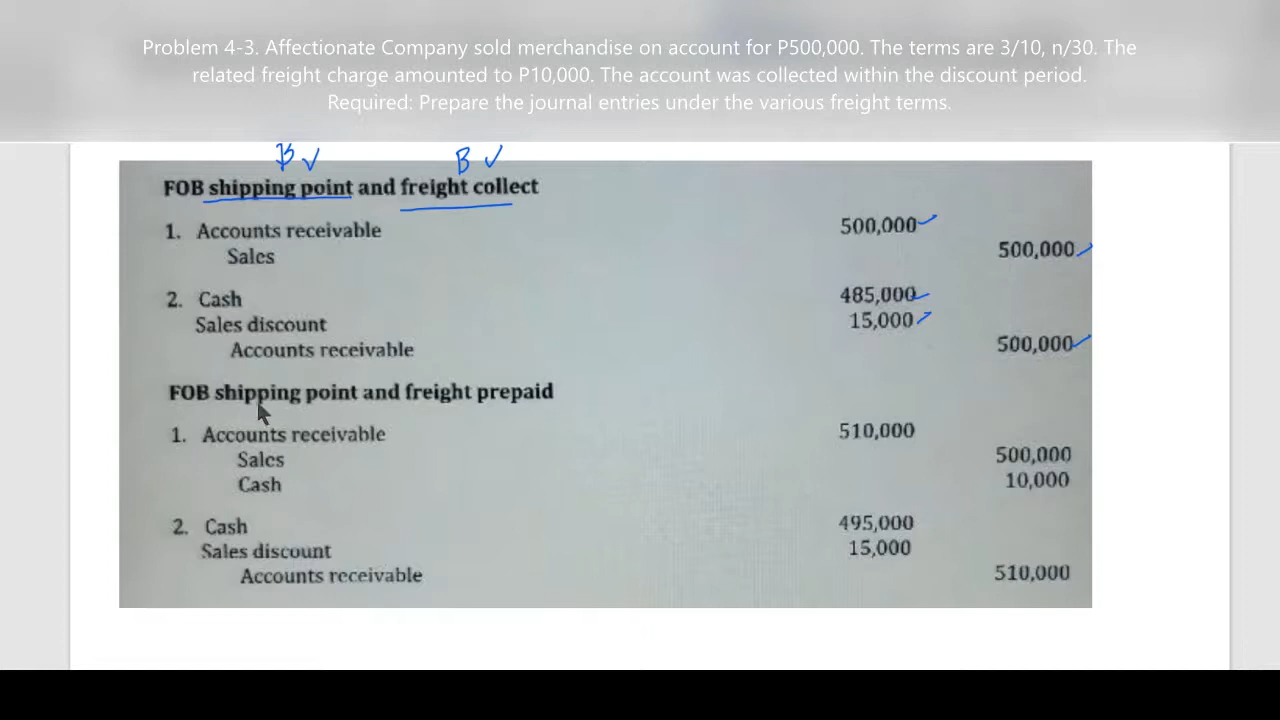 Problem 4-3. Affectionate Company sold merchandise on account for P500,000. The terms are 3/10, n/30. The
related freight charge amounted to P10,000. The account was collected within the discount period.
Required: Prepare the journal entries under the various freight terms.
B ✓ B ✓
FOB shipping point and freight collect
1. Accounts receivable 500,000
Sales 500,000
2. Cash 485,000
Sales discount 15,000
Accounts receivable 500,000
FOB shipping point and freight prepaid
1. Accounts receivable 510,000
Sales 500,000
Cash 10,000
2. Cash 495,000
Sales discount 15,000
Accounts receivable 510,000